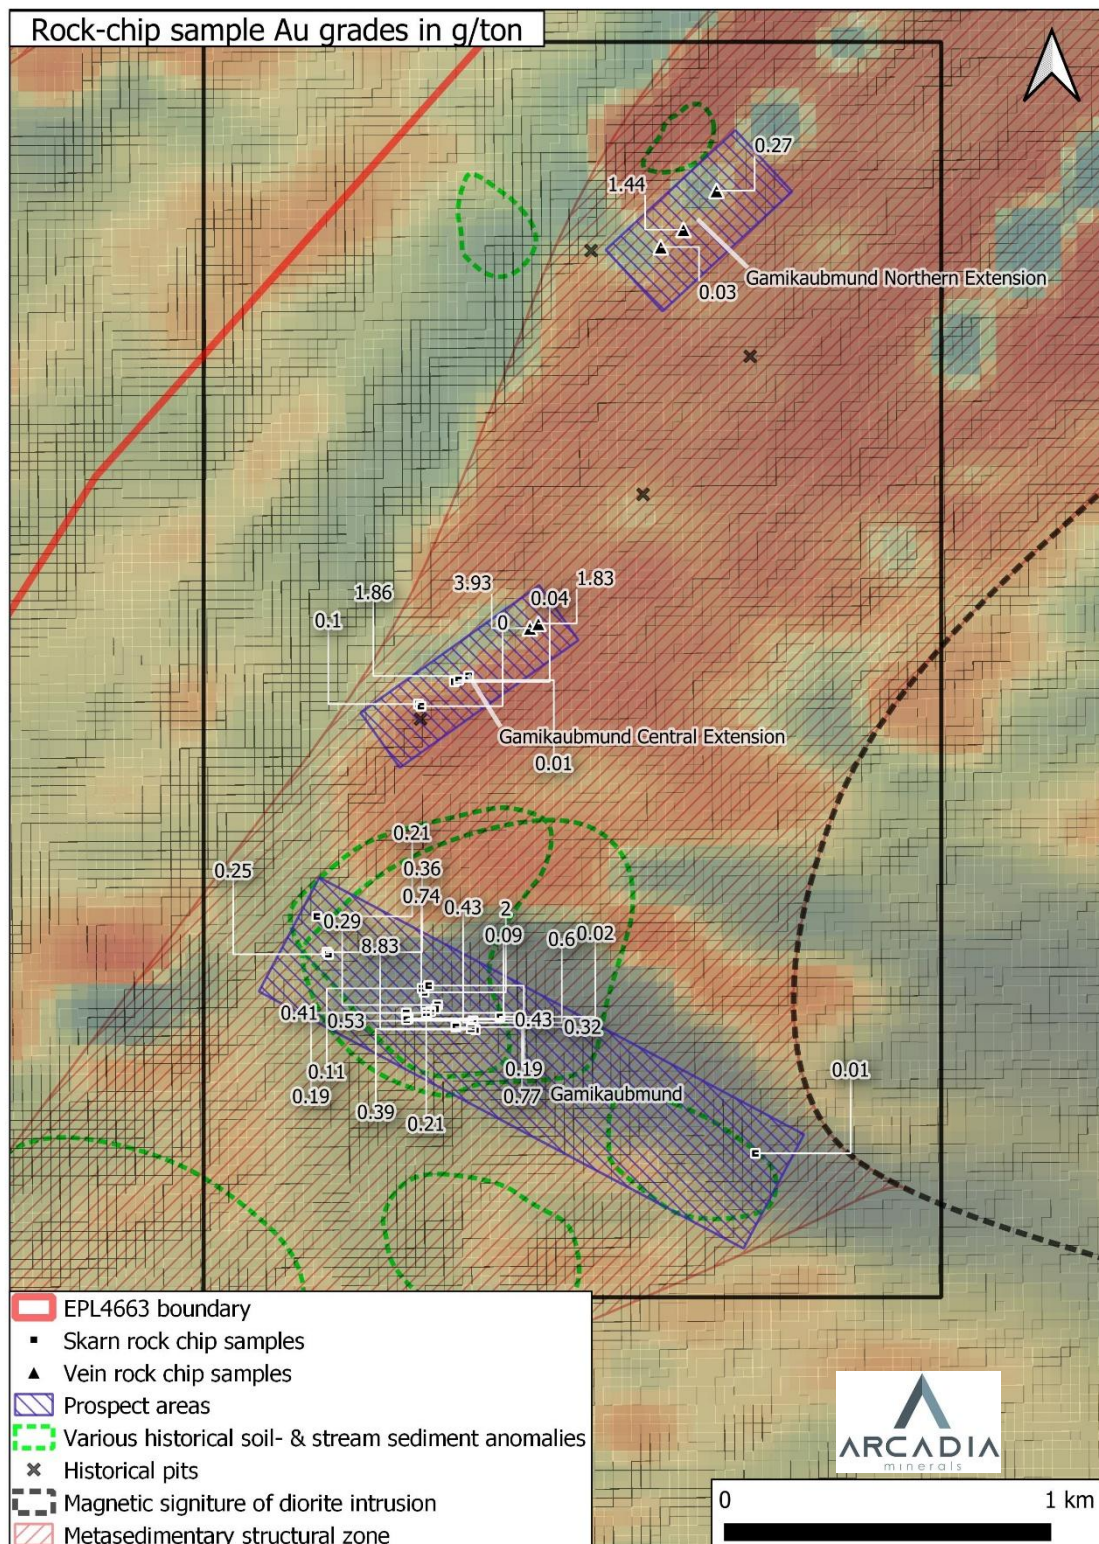 Rock-chip sample Au grades in g/ton
0.27
1.44
Gamikaubmund Northern Extension
0.03
3.93
1.83
1.86
0.04
0.1
0
Gamikaubmund Central Extension
0.01
0.21
0.25
0.36
0.74
0.43
2
0.29
8.83
0.09
0.6
0.02
0.41
0.53
0.43
0.32
0.11
0.19
0.01
0.19
0.39
0.77
Gamikaubmund
0.21
EPL4663 boundary
Skarn rock chip samples
Vein rock chip samples
Prospect areas
Various historical soil- & stream sediment anomalies
Historical pits
Magnetic signiture of diorite intrusion
Metasedimentary structural zone
ARCADIA
minerals
0
1 km